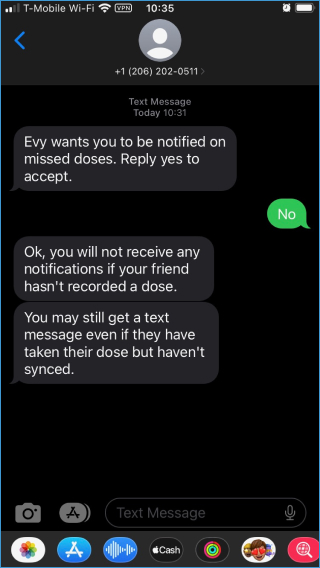 T-Mobile Wi-Fi VPN 10:35
+1 (206) 202-0511
Text Message
Today 10:31
Evy wants you to be notified on
missed doses. Reply yes to
accept.
No
Ok, you will not receive any
notifications if your friend
hasn't recorded a dose.
You may still get a text
message even if they have
taken their dose but haven't
synced.
Text Message
Cash